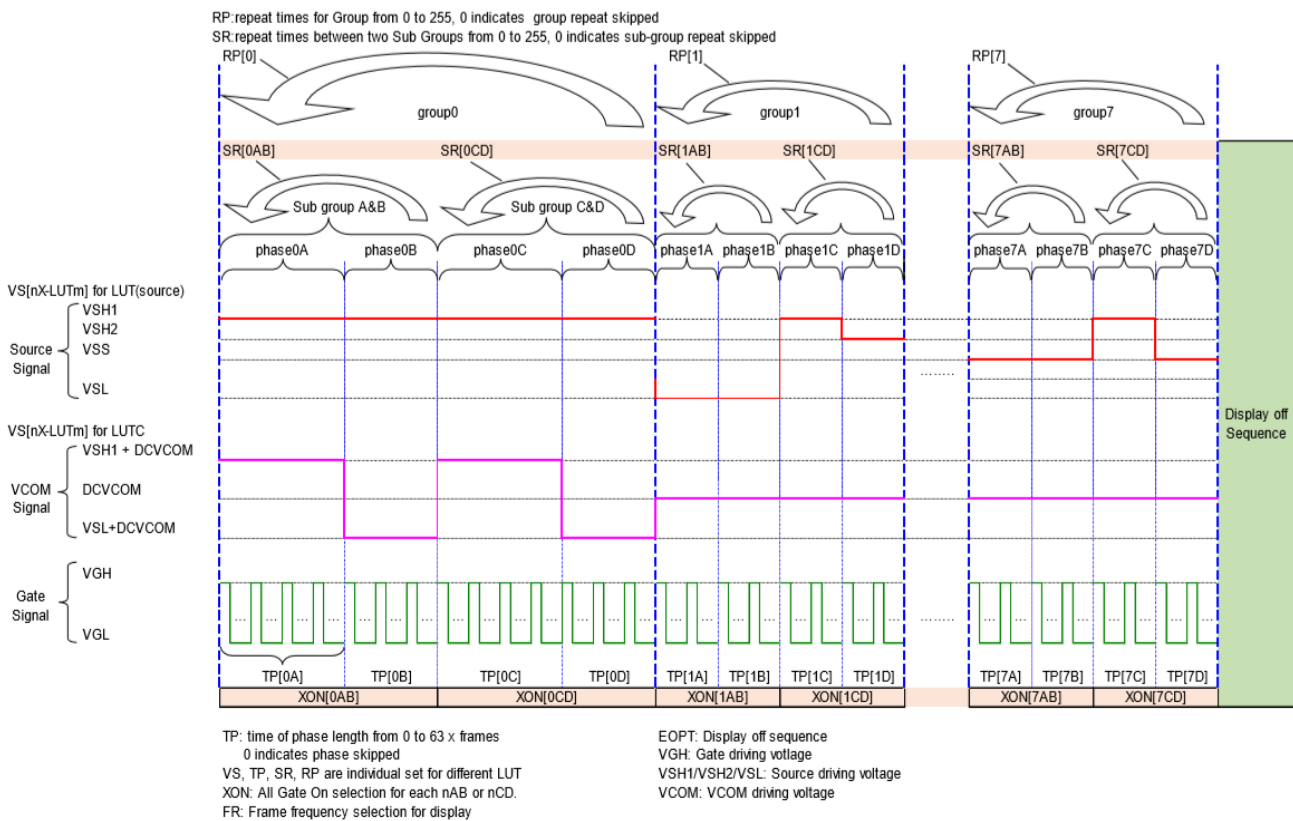 RP:repeat times for Group from 0 to 255, 0 indicates  group repeat skipped
SR:repeat times between two Sub Groups from 0 to 255, 0 indicates sub-group repeat skipped
RP[0] RP[1] RP[7]
group0 group1 group7
SR[0AB] SR[0CD] SR[1AB] SR[1CD] SR[7AB] SR[7CD]
Sub group A&B Sub group C&D
phase0A phase0B phase0C phase0D phase1A phase1B phase1C phase1D phase7A phase7B phase7C phase7D
VS[nX-LUTm] for LUT(source)
VSH1
VSH2
Source Signal
VSS
VSL
........
VS[nX-LUTm] for LUTC
VSH1 + DCVCOM
VCOM Signal
DCVCOM
VSL+DCVCOM
Display off Sequence
VGH
Gate Signal
VGL
... ... ... ... ... ... ... ... ... ... ... ... ........ ... ... ... ...
TP[0A] TP[0B] TP[0C] TP[0D] TP[1A] TP[1B] TP[1C] TP[1D] TP[7A] TP[7B] TP[7C] TP[7D]
XON[0AB] XON[0CD] XON[1AB] XON[1CD] XON[7AB] XON[7CD]
TP: time of phase length from 0 to 63 x frames
0 indicates phase skipped
VS, TP, SR, RP are individual set for different LUT
XON: All Gate On selection for each nAB or nCD.
FR: Frame frequency selection for display
EOPT: Display off sequence
VGH: Gate driving votlage
VSH1/VSH2/VSL: Source driving voltage
VCOM: VCOM driving voltage